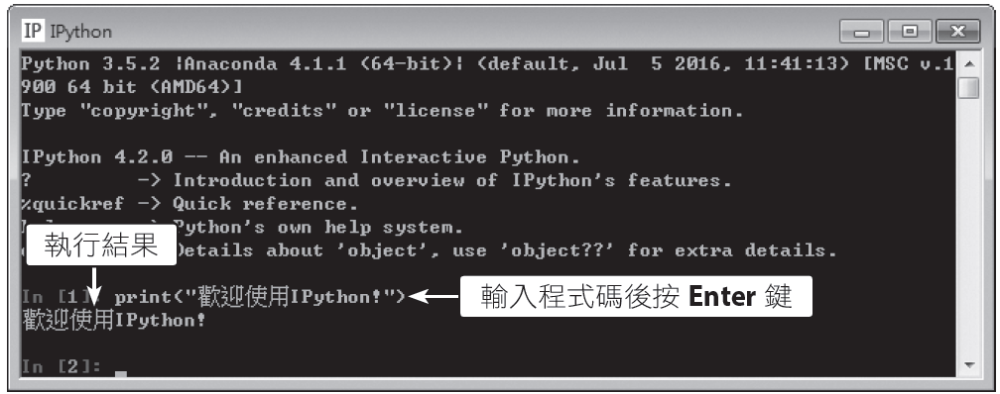 IP IPython
Python 3.5.2 |Anaconda 4.1.1 (64-bit)| (default, Jul  5 2016, 11:41:13) [MSC v.1
900 64 bit (AMD64)]
Type "copyright", "credits" or "license" for more information.
IPython 4.2.0 -- An enhanced Interactive Python.
?         -> Introduction and overview of IPython's features.
%quickref -> Quick reference.
Python's own help system.
執行結果
Details about 'object', use 'object??' for extra details.
In [1]: print("歡迎使用IPython!")
輸入程式碼後按 Enter 鍵
歡迎使用IPython!
In [2]: _